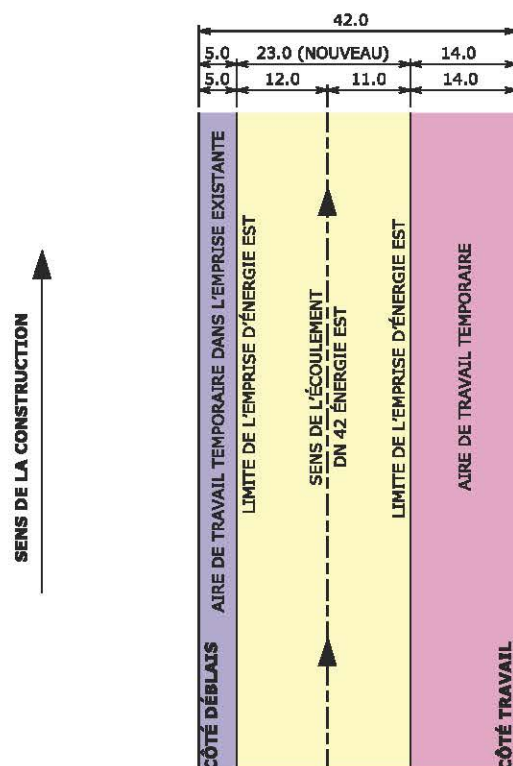 42.0
5.0 23.0 (NOUVEAU) 14.0
5.0 12.0 11.0 14.0
SENS DE LA CONSTRUCTION
AIRE DE TRAVAIL TEMPORAIRE DANS L'EMPRISE EXISTANTE
LIMITE DE L'EMPRISE D'ÉNERGIE EST
SENS DE L'ÉCOULEMENT
DN 42 ÉNERGIE EST
LIMITE DE L'EMPRISE D'ÉNERGIE EST
AIRE DE TRAVAIL TEMPORAIRE
CÔTÉ DÉBLAIS
CÔTÉ TRAVAIL